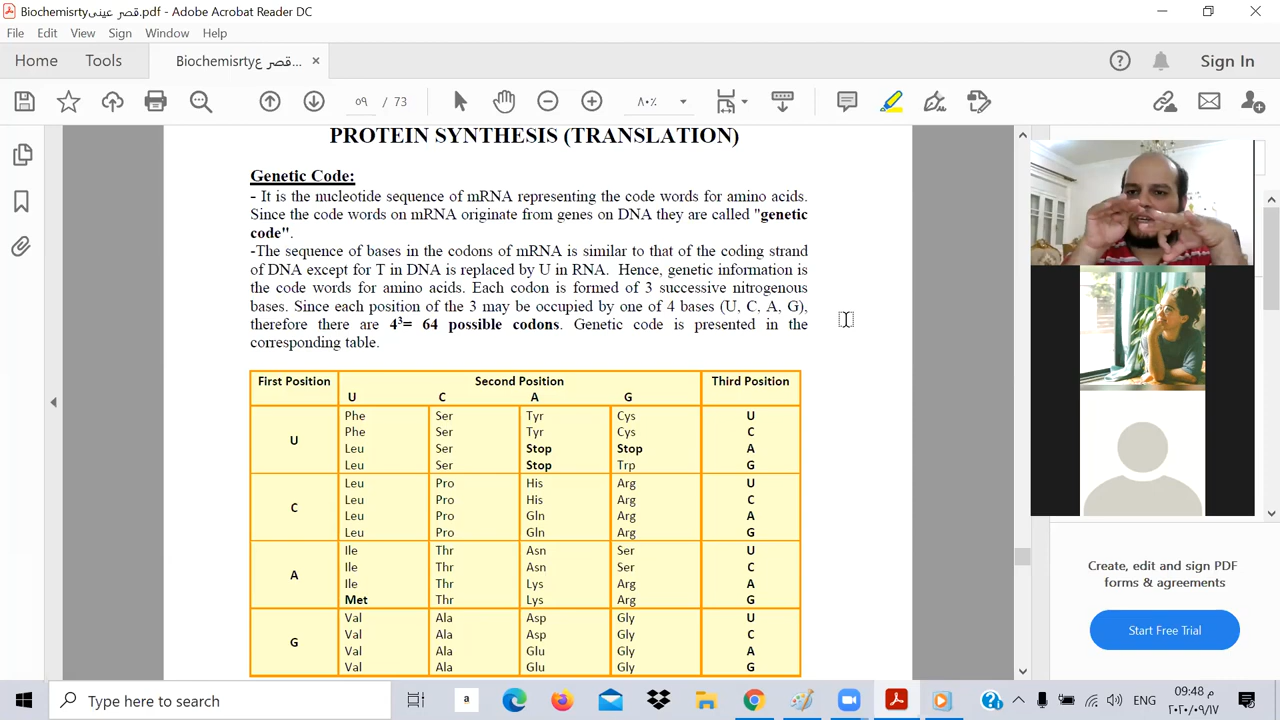 Biochemisrtyقصر عينى.pdf - Adobe Acrobat Reader DC
File Edit View Sign Window Help
Home Tools Biochemisrtyقصر ع... × Sign In
٥٩ / 73 ٨٠٪
PROTEIN SYNTHESIS (TRANSLATION)
Genetic Code:
- It is the nucleotide sequence of mRNA representing the code words for amino acids.
Since the code words on mRNA originate from genes on DNA they are called "genetic
code".
-The sequence of bases in the codons of mRNA is similar to that of the coding strand
of DNA except for T in DNA is replaced by U in RNA. Hence, genetic information is
the code words for amino acids. Each codon is formed of 3 successive nitrogenous
bases. Since each position of the 3 may be occupied by one of 4 bases (U, C, A, G),
therefore there are 4³= 64 possible codons. Genetic code is presented in the
corresponding table.
First Position Second Position Third Position
U C A G
Phe Ser Tyr Cys U
Phe Ser Tyr Cys C
U
Leu Ser Stop Stop A
Leu Ser Stop Trp G
Leu Pro His Arg U
Leu Pro His Arg C
C
Leu Pro Gln Arg A
Leu Pro Gln Arg G
Ile Thr Asn Ser U
Ile Thr Asn Ser C
A
Ile Thr Lys Arg A
Met Thr Lys Arg G
Val Ala Asp Gly U
Val Ala Asp Gly C
G
Val Ala Glu Gly A
Val Ala Glu Gly G
Create, edit and sign PDF
forms & agreements
Start Free Trial
Type here to search
a
ENG
09:48 م
٢٠٢٠/٠٩/١٧